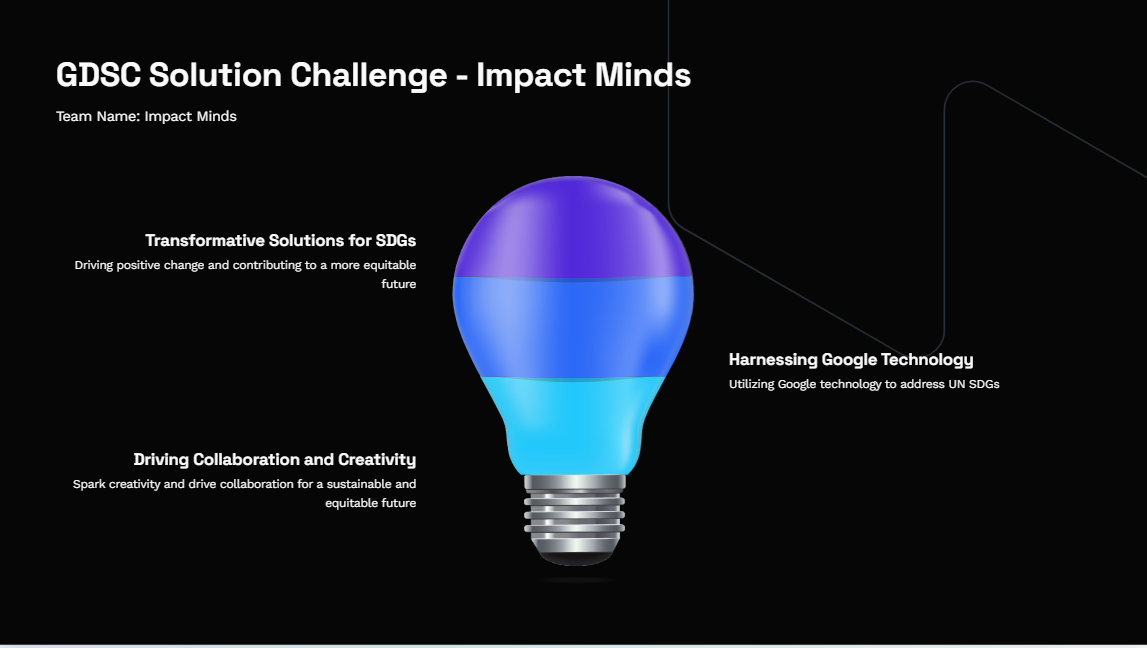 GDSC Solution Challenge - Impact Minds
Team Name: Impact Minds
Transformative Solutions for SDGs
Driving positive change and contributing to a more equitable
future
Harnessing Google Technology
Utilizing Google technology to address UN SDGs
Driving Collaboration and Creativity
Spark creativity and drive collaboration for a sustainable and
equitable future